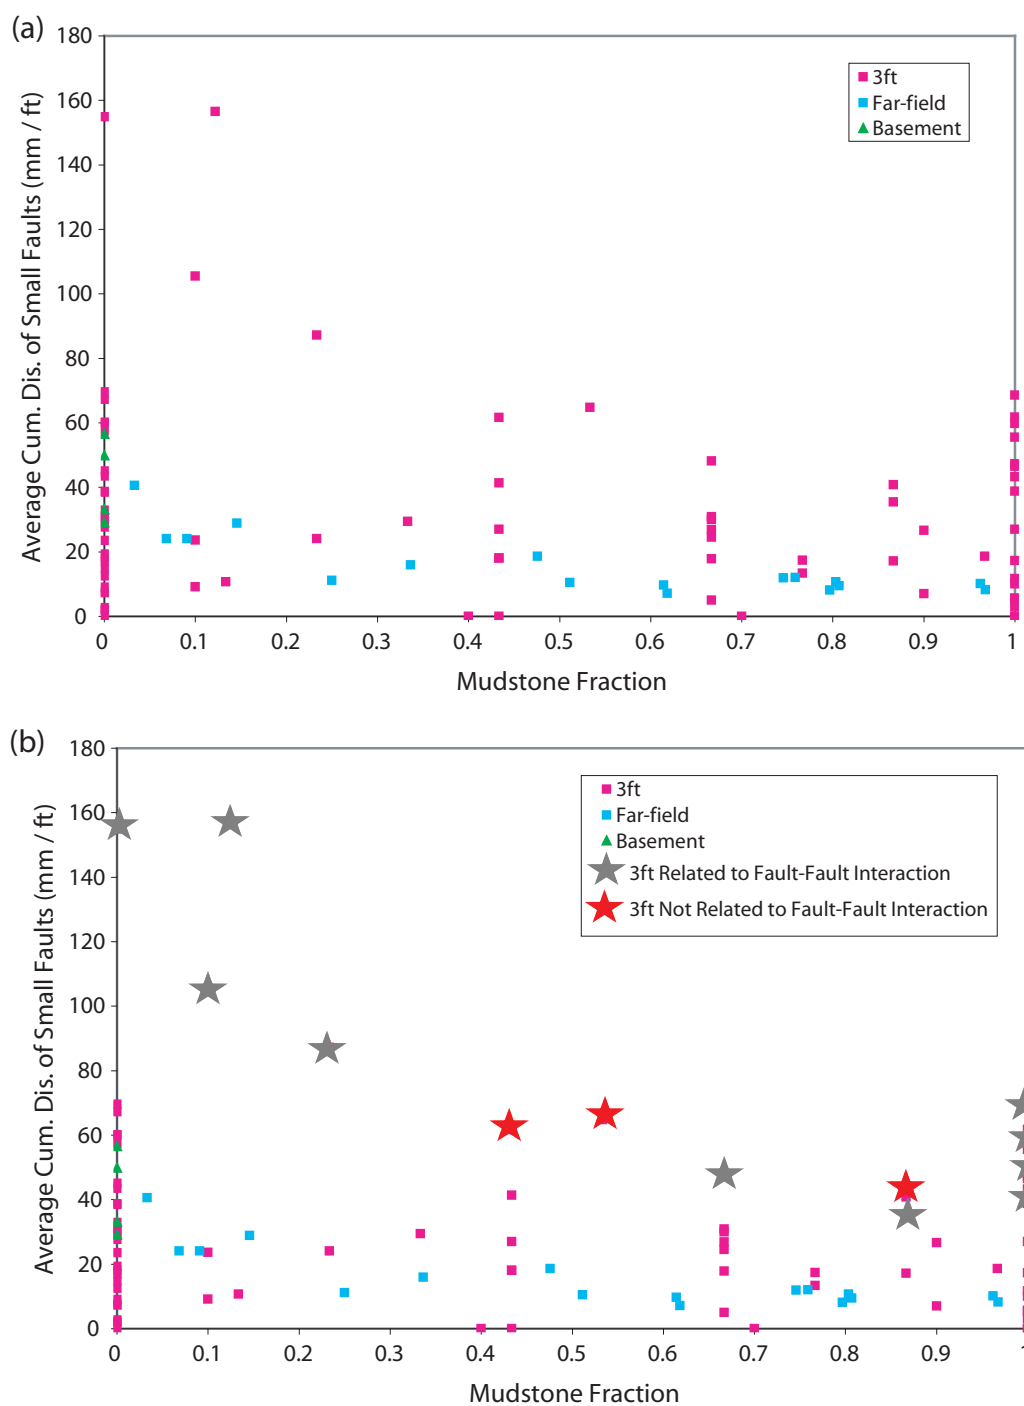 (a)
180
160
140
120
100
80
60
40
20
0
Average Cum. Dis. of Small Faults (mm / ft)
3ft
Far-field
Basement
0 0.1 0.2 0.3 0.4 0.5 0.6 0.7 0.8 0.9 1
Mudstone Fraction
(b)
180
160
140
120
100
80
60
40
20
0
Average Cum. Dis. of Small Faults (mm / ft)
3ft
Far-field
Basement
3ft Related to Fault-Fault Interaction
3ft Not Related to Fault-Fault Interaction
0 0.1 0.2 0.3 0.4 0.5 0.6 0.7 0.8 0.9 1
Mudstone Fraction